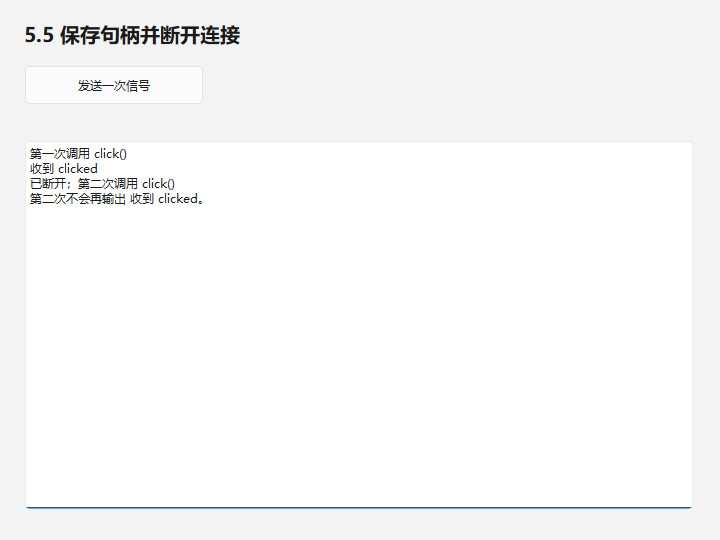 5.5 保存句柄并断开连接
发送一次信号
第一次调用 click()
收到 clicked
已断开；第二次调用 click()
第二次不会再输出 收到 clicked。